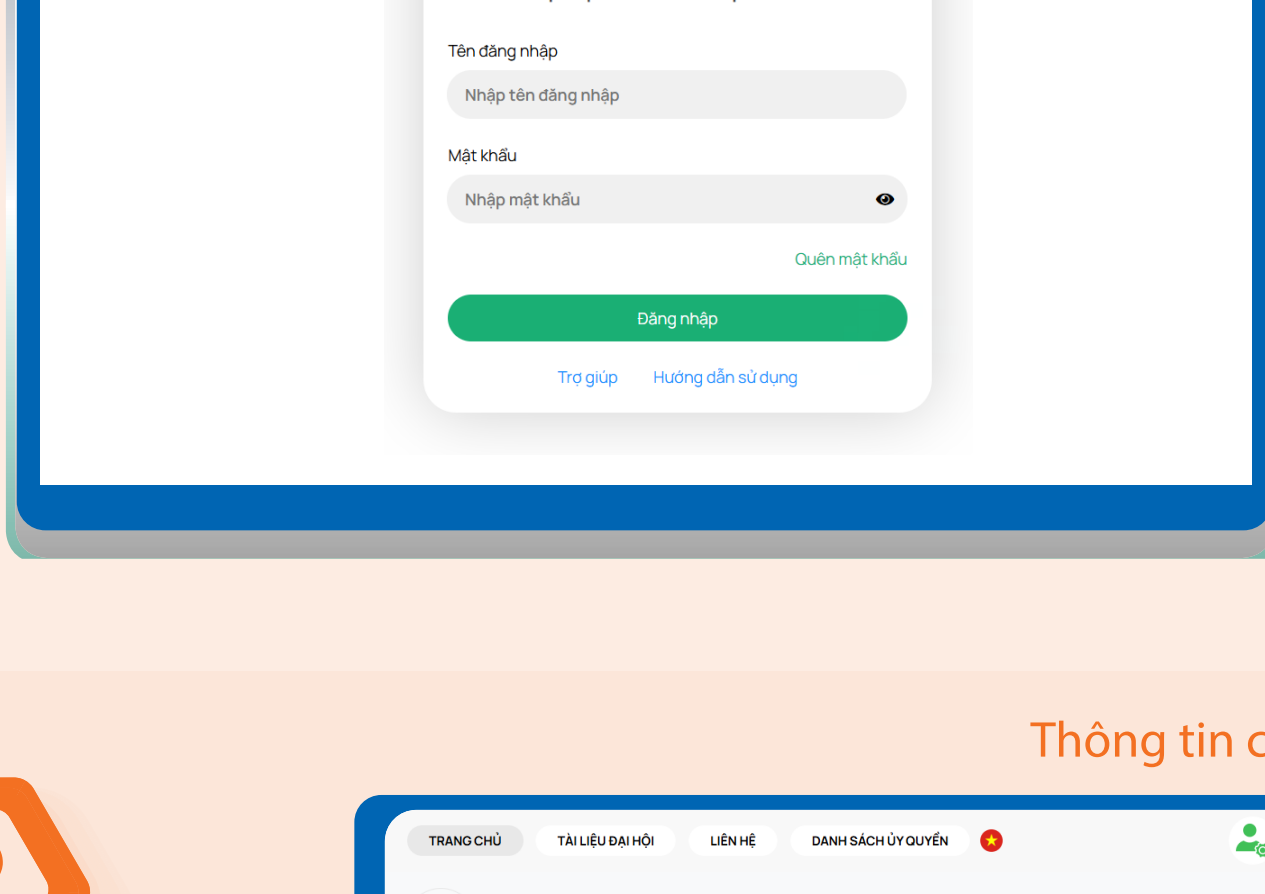 Tên đăng nhập
Nhập tên đăng nhập
Mật khẩu
Nhập mật khẩu
Quên mật khẩu
Đăng nhập
Trợ giúp Hướng dẫn sử dụng
Thông tin
TRANG CHỦ TÀI LIỆU ĐẠI HỘI LIÊN HỆ DANH SÁCH ỦY QUYỀN